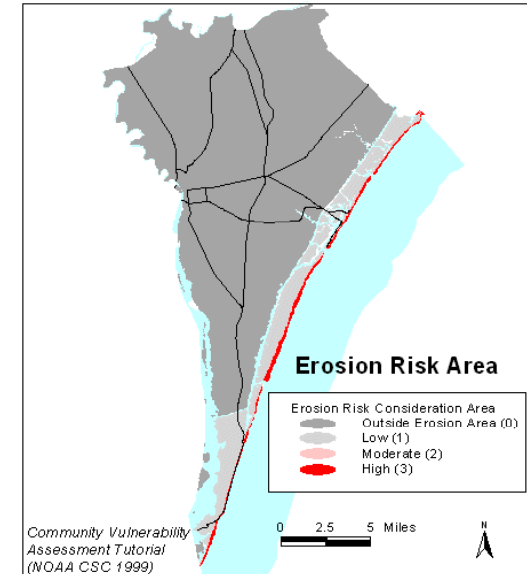 Erosion Risk Area
Erosion Risk Consideration Area
Outside Erosion Area (0)
Low (1)
Moderate (2)
High (3)
Community Vulnerability
Assessment Tutorial
(NOAA CSC 1999)
0 2.5 5 Miles
N